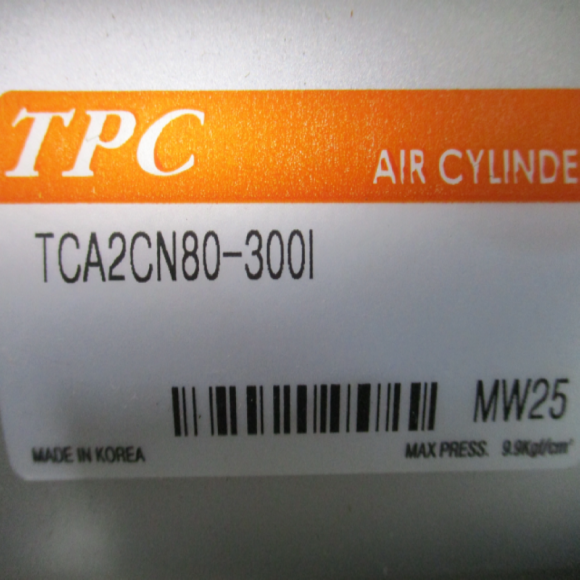 TPC
AIR CYLINDE
TCA2CN80-300I
MW25
MADE IN KOREA
MAX PRESS. 9.9Kgf/cm²